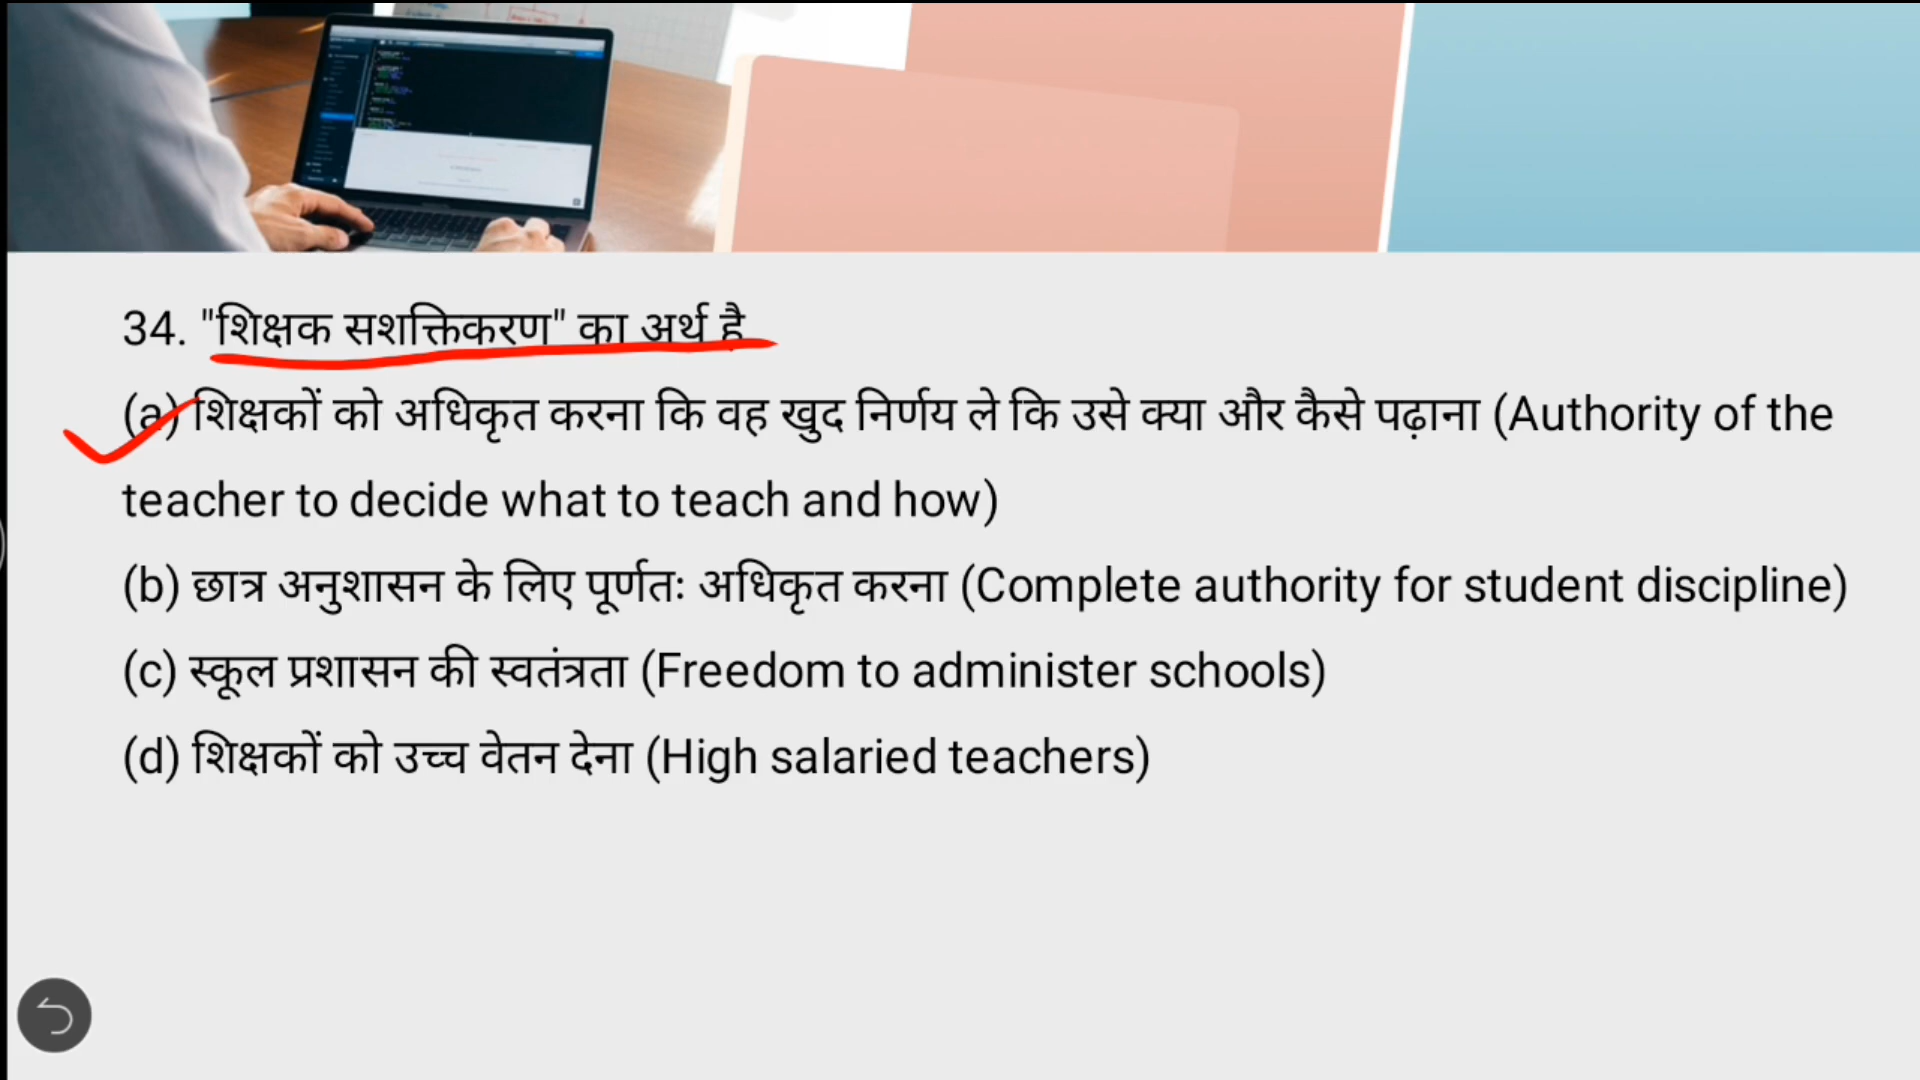 34. "शिक्षक सशक्तिकरण" का अर्थ है
(a) शिक्षकों को अधिकृत करना कि वह खुद निर्णय ले कि उसे क्या और कैसे पढ़ाना (Authority of the
teacher to decide what to teach and how)
(b) छात्र अनुशासन के लिए पूर्णतः अधिकृत करना (Complete authority for student discipline)
(c) स्कूल प्रशासन की स्वतंत्रता (Freedom to administer schools)
(d) शिक्षकों को उच्च वेतन देना (High salaried teachers)